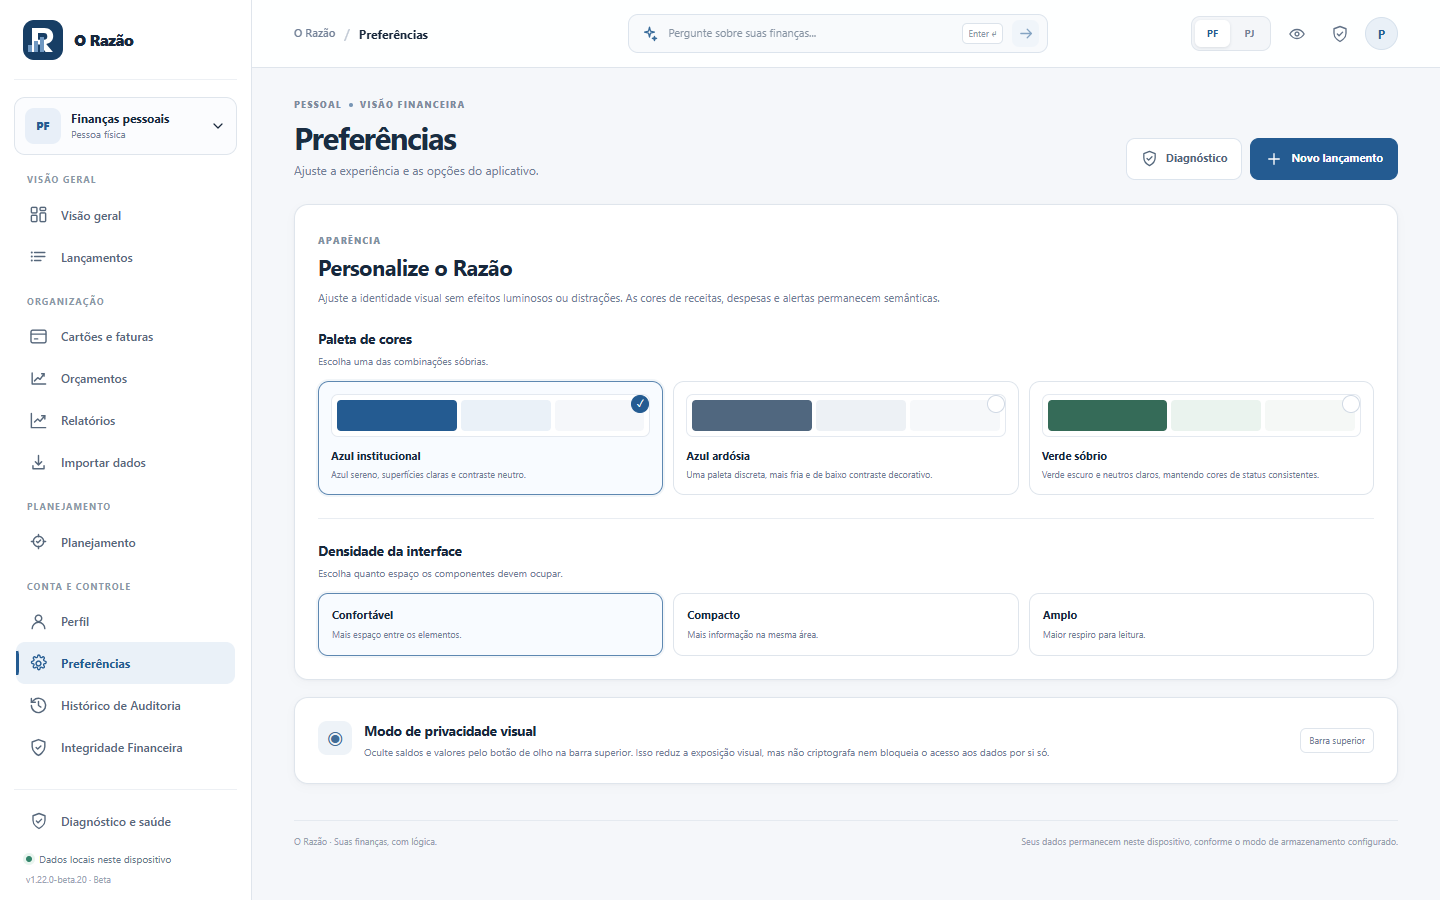 O Razão
PF
Finanças pessoais
Pessoa física
VISÃO GERAL
Visão geral
Lançamentos
ORGANIZAÇÃO
Cartões e faturas
Orçamentos
Relatórios
Importar dados
PLANEJAMENTO
Planejamento
CONTA E CONTROLE
Perfil
Preferências
Histórico de Auditoria
Integridade Financeira
Diagnóstico e saúde
Dados locais neste dispositivo
v1.22.0-beta.20 · Beta
O Razão / Preferências
Pergunte sobre suas finanças...
Enter ↵
PF
PJ
P
PESSOAL • VISÃO FINANCEIRA
Preferências
Ajuste a experiência e as opções do aplicativo.
Diagnóstico
Novo lançamento
APARÊNCIA
Personalize o Razão
Ajuste a identidade visual sem efeitos luminosos ou distrações. As cores de receitas, despesas e alertas permanecem semânticas.
Paleta de cores
Escolha uma das combinações sóbrias.
Azul institucional
Azul sereno, superfícies claras e contraste neutro.
Azul ardósia
Uma paleta discreta, mais fria e de baixo contraste decorativo.
Verde sóbrio
Verde escuro e neutros claros, mantendo cores de status consistentes.
Densidade da interface
Escolha quanto espaço os componentes devem ocupar.
Confortável
Mais espaço entre os elementos.
Compacto
Mais informação na mesma área.
Amplo
Maior respiro para leitura.
Modo de privacidade visual
Oculte saldos e valores pelo botão de olho na barra superior. Isso reduz a exposição visual, mas não criptografa nem bloqueia o acesso aos dados por si só.
Barra superior
O Razão · Suas finanças, com lógica.
Seus dados permanecem neste dispositivo, conforme o modo de armazenamento configurado.